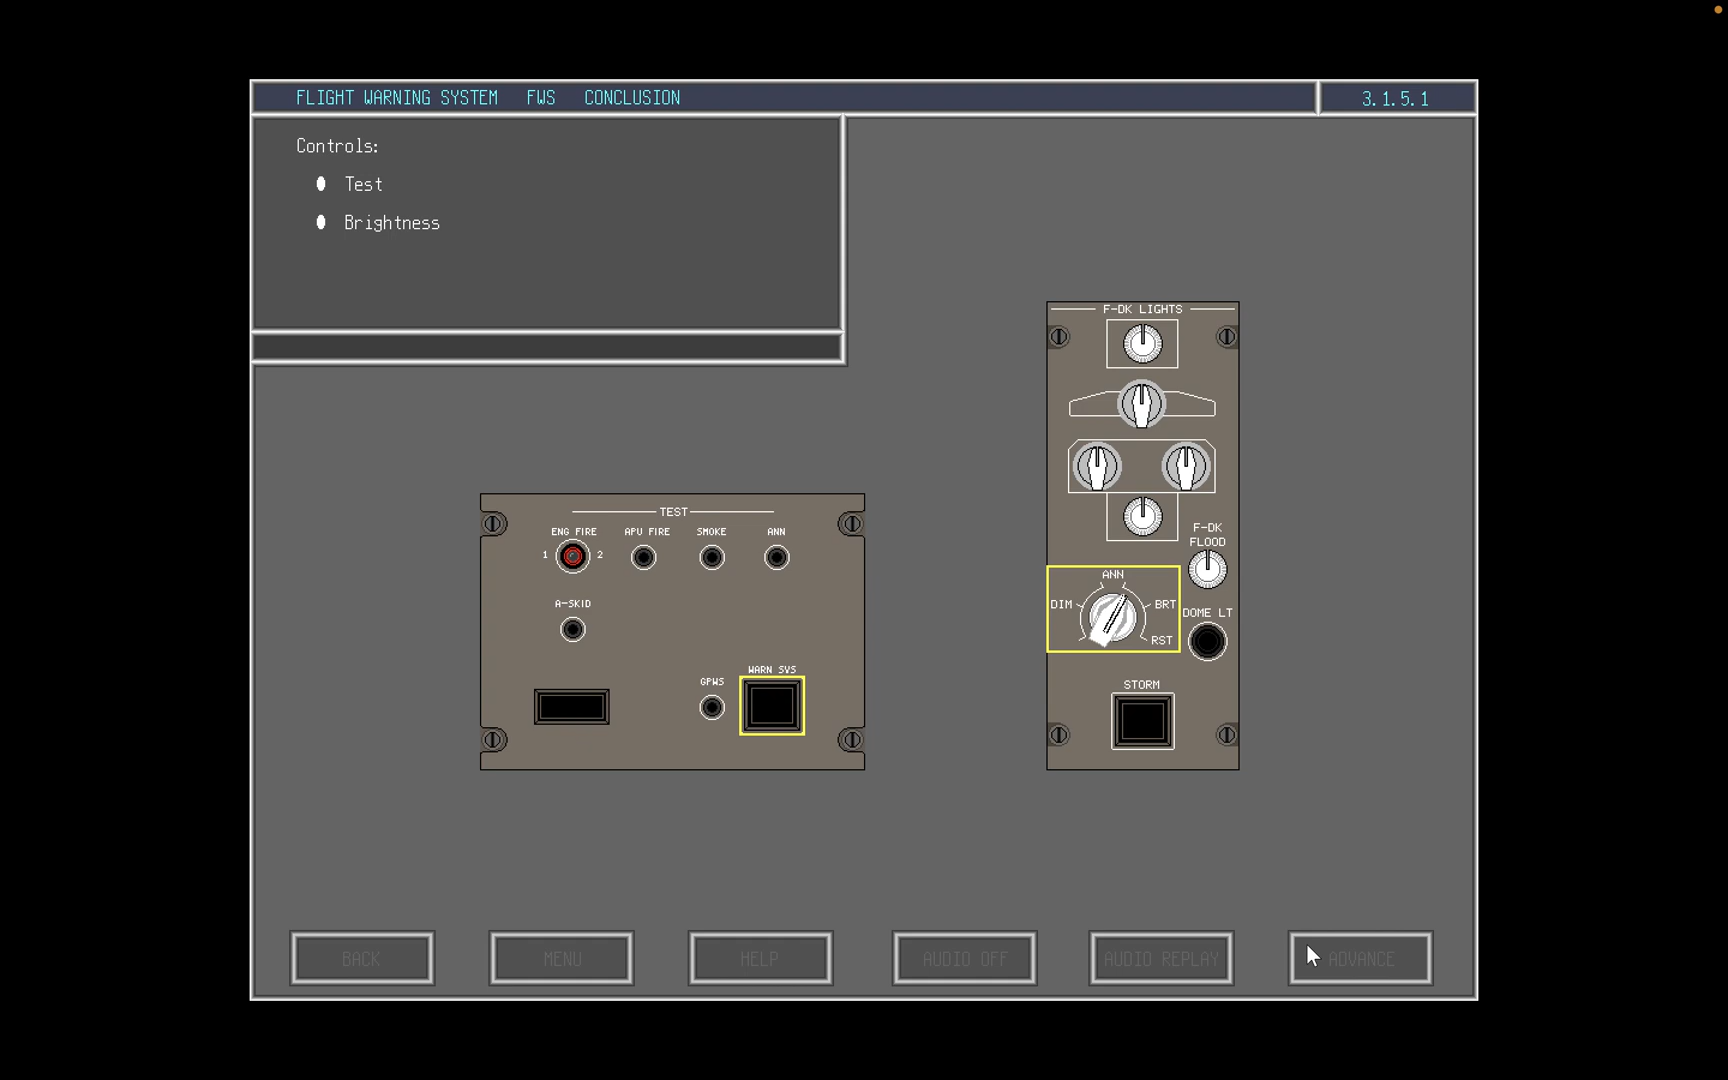 FLIGHT WARNING SYSTEM FWS CONCLUSION 3.1.5.1
Controls:
Test
Brightness
F-DK LIGHTS
TEST
ENG FIRE APU FIRE SMOKE ANN
1 2
A-SKID
WARN SYS
GPWS
F-DK
FLOOD
ANN
DIM BRT
DOME LT
RST
STORM
BACK MENU HELP AUDIO OFF AUDIO REPLAY ADVANCE